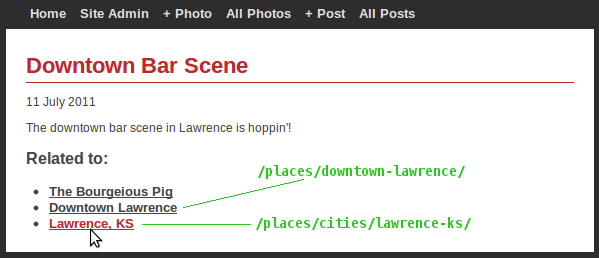 Home Site Admin + Photo All Photos + Post All Posts
Downtown Bar Scene
11 July 2011
The downtown bar scene in Lawrence is hoppin'!
Related to:
The Bourgeious Pig
Downtown Lawrence
/places/downtown-lawrence/
Lawrence, KS
/places/cities/lawrence-ks/